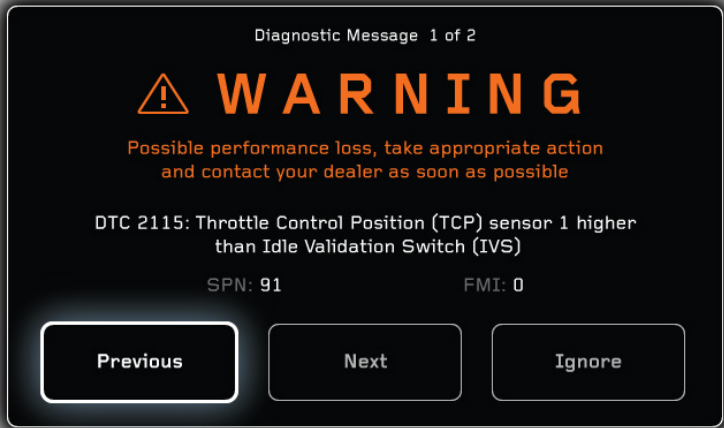 Diagnostic Message 1 of 2
WARNING
Possible performance loss, take appropriate action
and contact your dealer as soon as possible
DTC 2115: Throttle Control Position (TCP) sensor 1 higher
than Idle Validation Switch (IVS)
SPN: 91 FMI: 0
Previous Next Ignore